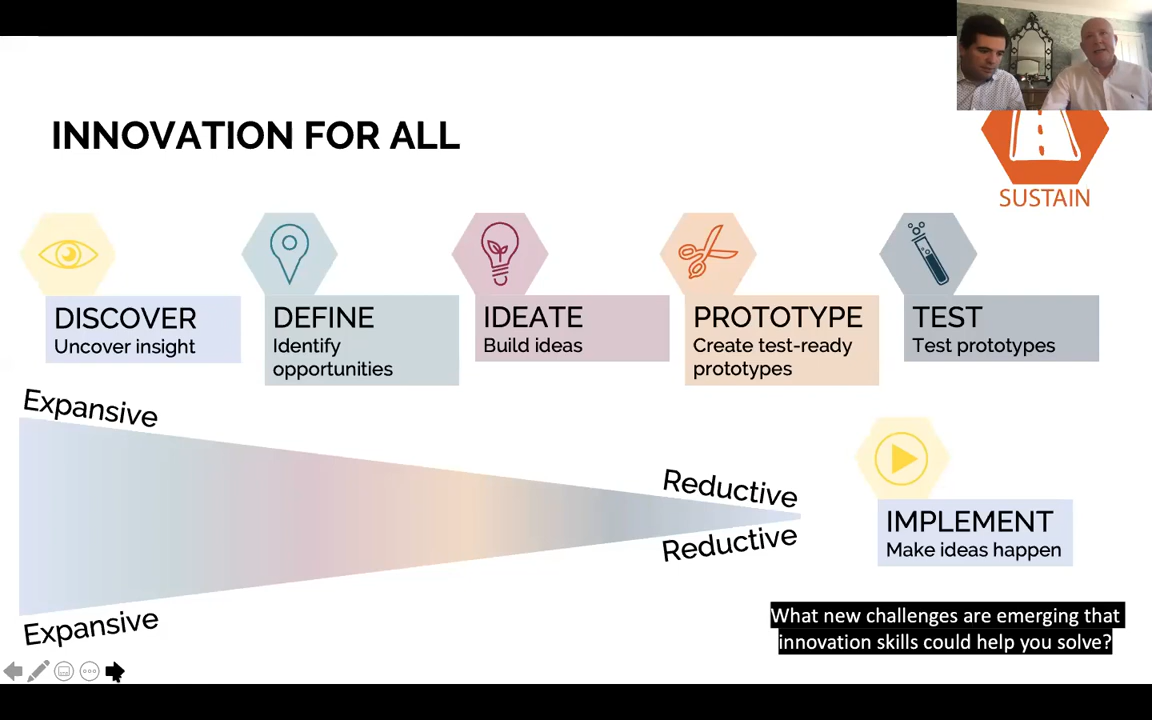 INNOVATION FOR ALL
SUSTAIN
DISCOVER
Uncover insight
DEFINE
Identify
opportunities
IDEATE
Build ideas
PROTOTYPE
Create test-ready
prototypes
TEST
Test prototypes
Expansive
Reductive
Reductive
Expansive
IMPLEMENT
Make ideas happen
What new challenges are emerging that
innovation skills could help you solve?